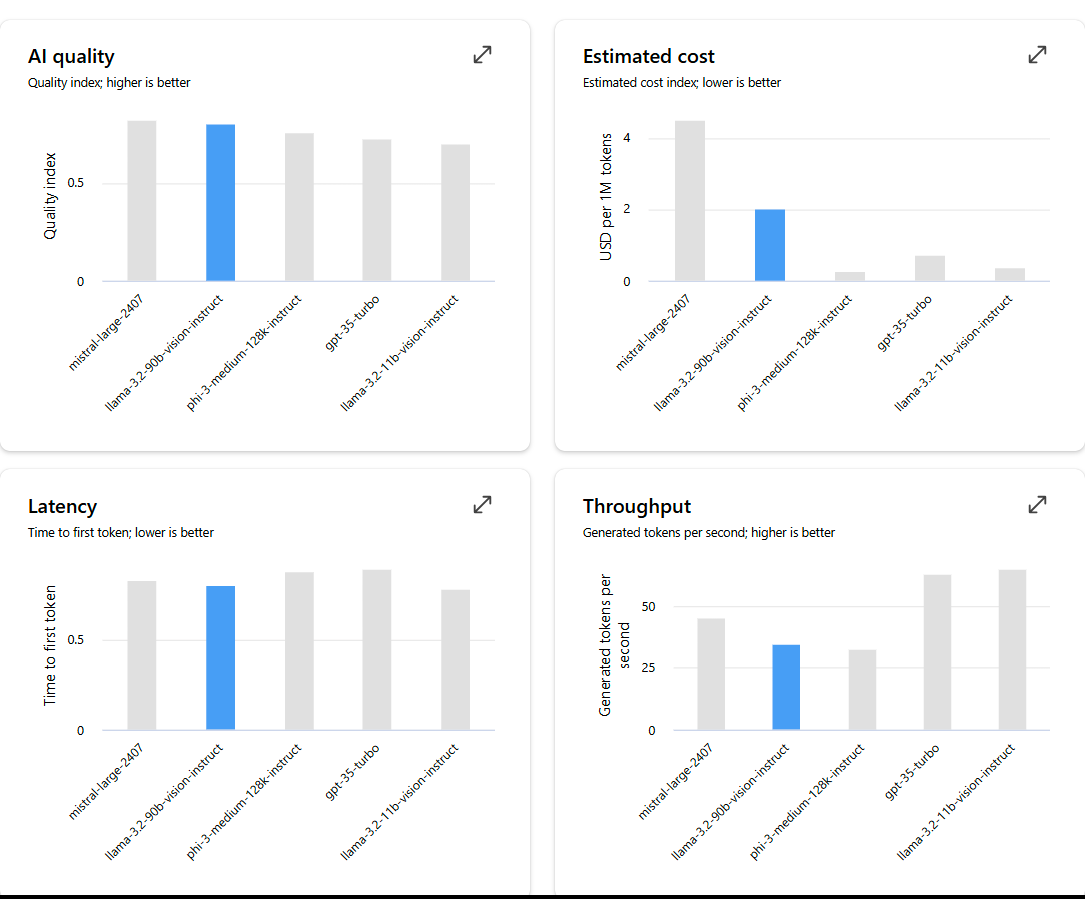 AI quality
Quality index; higher is better
Quality index
0.5
0
mistral-large-2407
llama-3.2-90b-vision-instruct
phi-3-medium-128k-instruct
gpt-35-turbo
llama-3.2-11b-vision-instruct
Estimated cost
Estimated cost index; lower is better
USD per 1M tokens
4
2
0
mistral-large-2407
llama-3.2-90b-vision-instruct
phi-3-medium-128k-instruct
gpt-35-turbo
llama-3.2-11b-vision-instruct
Latency
Time to first token; lower is better
Time to first token
0.5
0
mistral-large-2407
llama-3.2-90b-vision-instruct
phi-3-medium-128k-instruct
gpt-35-turbo
llama-3.2-11b-vision-instruct
Throughput
Generated tokens per second; higher is better
Generated tokens per
second
50
25
0
mistral-large-2407
llama-3.2-90b-vision-instruct
phi-3-medium-128k-instruct
gpt-35-turbo
llama-3.2-11b-vision-instruct